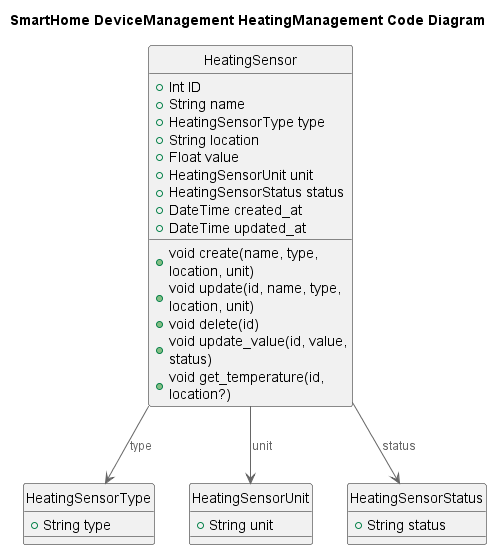 SmartHome DeviceManagement HeatingManagement Code Diagram
HeatingSensor
Int ID
String name
HeatingSensorType type
String location
Float value
HeatingSensorUnit unit
HeatingSensorStatus status
DateTime created_at
DateTime updated_at
void create(name, type,
location, unit)
void update(id, name, type,
location, unit)
void delete(id)
void update_value(id, value,
status)
void get_temperature(id,
location?)
type
unit
status
HeatingSensorType
String type
HeatingSensorUnit
String unit
HeatingSensorStatus
String status